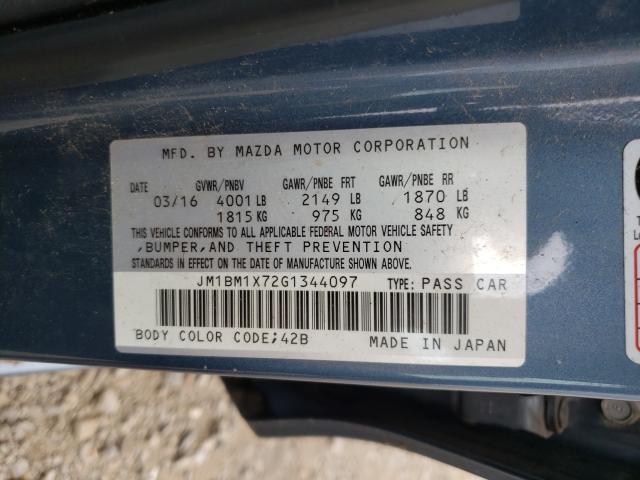 MFD. BY MAZDA MOTOR CORPORATION
DATE GVWR/PNBV GAWR/PNBE FRT GAWR/PNBE RR
03/16 4001 LB 2149 LB 1870 LB
1815 KG 975 KG 848 KG
THIS VEHICLE CONFORMS TO ALL APPLICABLE FEDERAL MOTOR VEHICLE SAFETY
,BUMPER,AND THEFT PREVENTION
STANDARDS IN EFFECT ON THE DATE OF MANUFACTURE SHOWN ABOVE.
JM1BM1X72G1344097 TYPE: PASS CAR
BODY COLOR CODE;42B MADE IN JAPAN